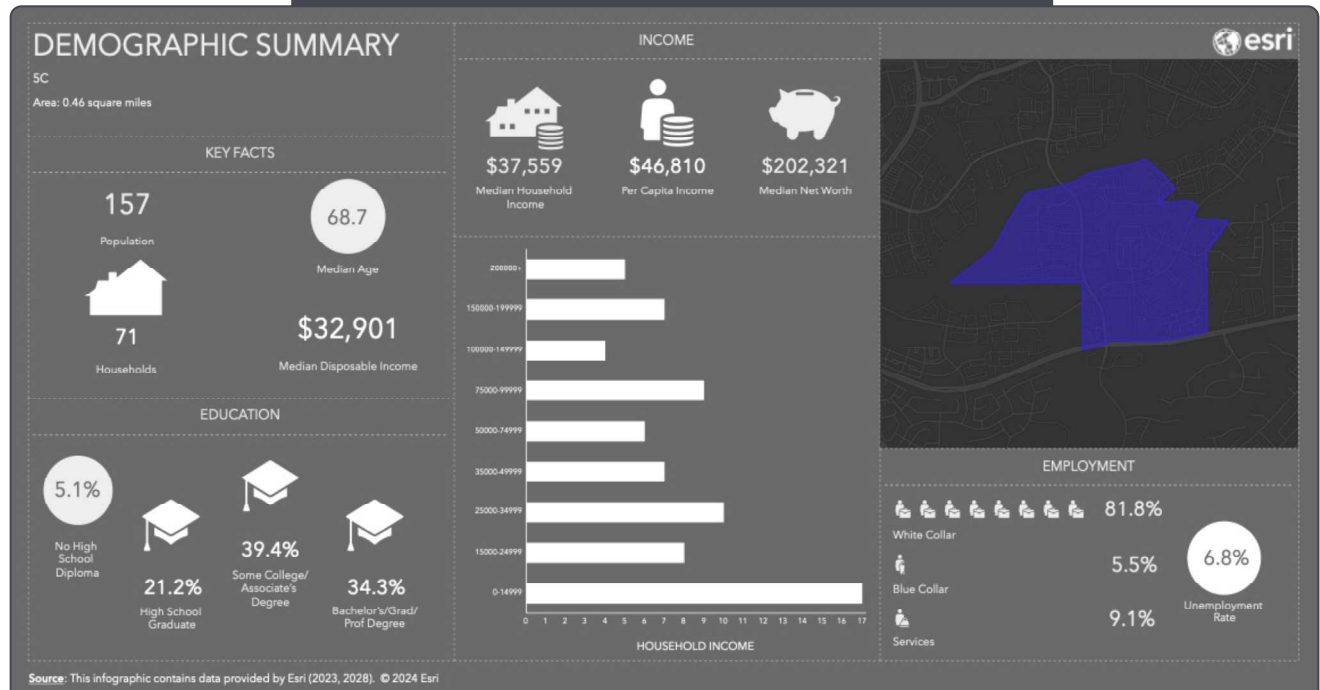 DEMOGRAPHIC SUMMARY
5C
Area: 0.46 square miles
KEY FACTS
157
Population
68.7
Median Age
71
Households
$32,901
Median Disposable Income
EDUCATION
5.1%
No High
School
Diploma
21.2%
High School
Graduate
39.4%
Some College/
Associate's
Degree
34.3%
Bachelor's/Grad/
Prof Degree
INCOME
$37,559
Median Household
Income
$46,810
Per Capita Income
$202,321
Median Net Worth
200000+
150000-199999
100000-149999
75000-99999
50000-74999
35000-49999
25000-34999
15000-24999
0-14999
0 1 2 3 4 5 6 7 8 9 10 11 12 13 14 15 16 17
HOUSEHOLD INCOME
esri
EMPLOYMENT
81.8%
White Collar
5.5%
Blue Collar
9.1%
Services
6.8%
Unemployment
Rate
Source: This infographic contains data provided by Esri (2023, 2028). © 2024 Esri